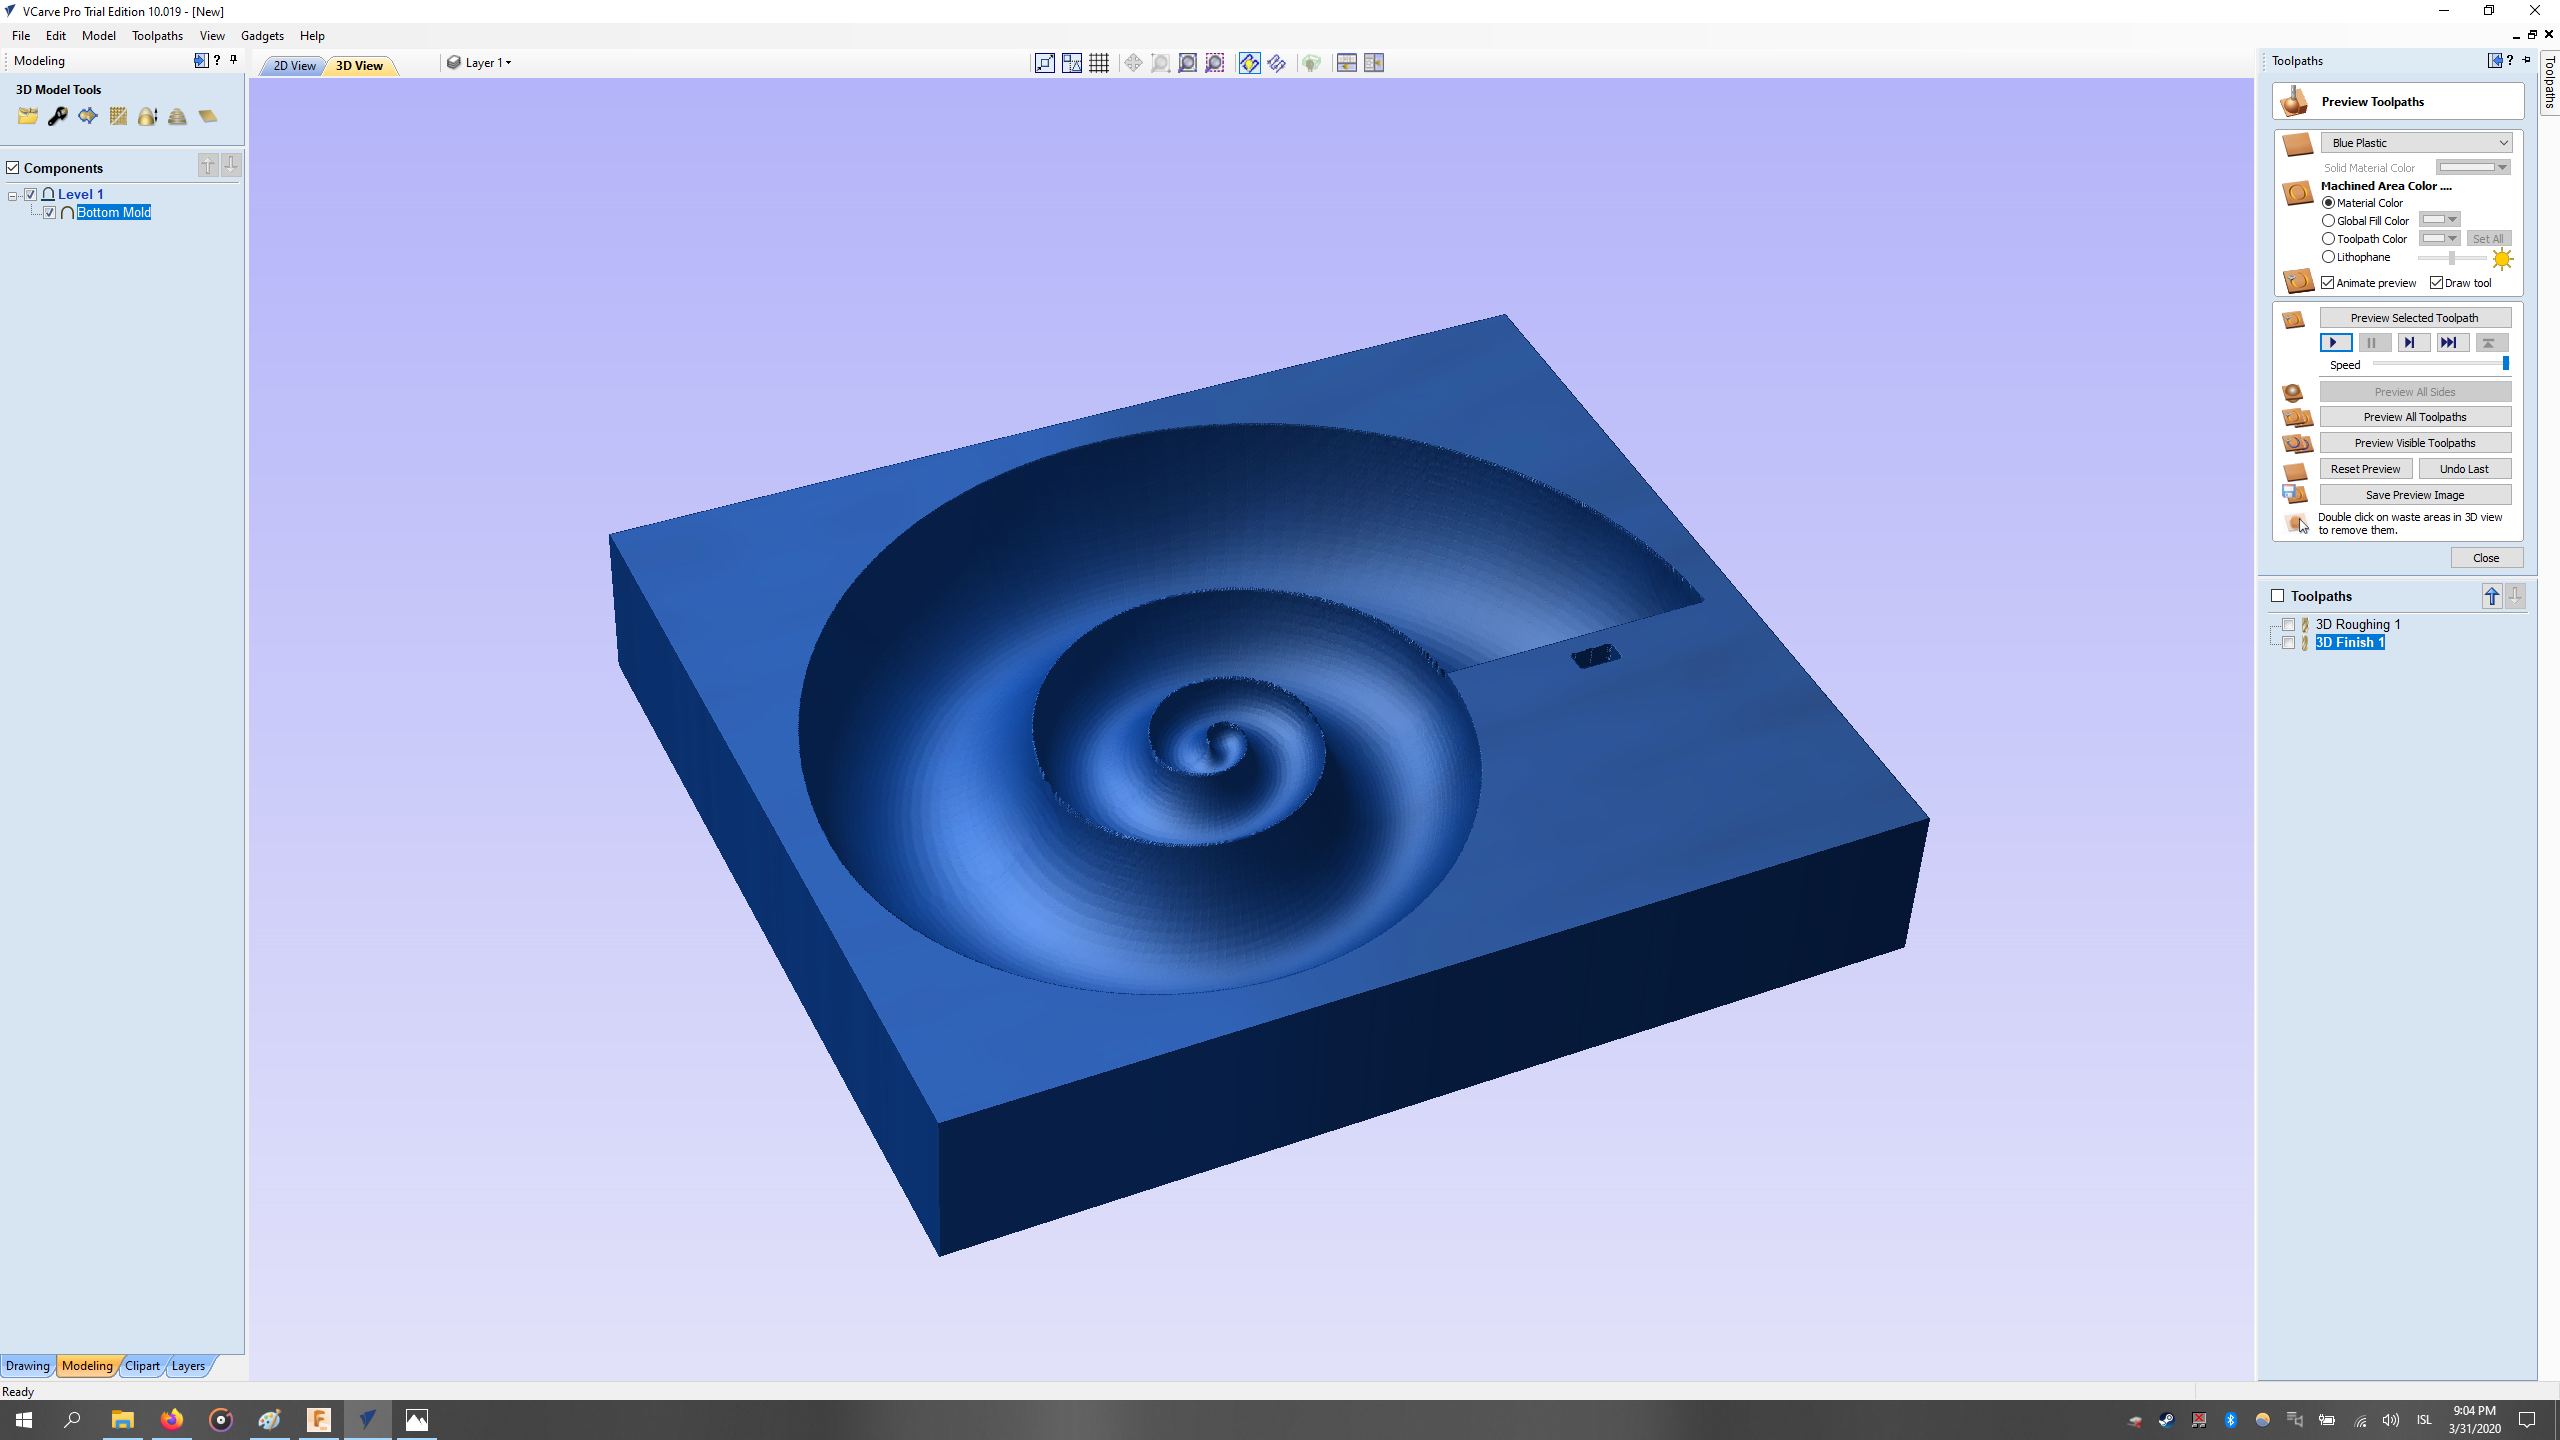 VCarve Pro Trial Edition 10.019 - [New]
File Edit Model Toolpaths View Gadgets Help
Modeling
?
3D Model Tools
Components
Level 1
Bottom Mold
2D View
3D View
Layer 1
Toolpaths
?
Toolpaths
Preview Toolpaths
Blue Plastic
Solid Material Color
Machined Area Color ....
Material Color
Global Fill Color
Toolpath Color
Set All
Lithophane
Animate preview
Draw tool
Preview Selected Toolpath
Speed
Preview All Sides
Preview All Toolpaths
Preview Visible Toolpaths
Reset Preview
Undo Last
Save Preview Image
Double click on waste areas in 3D view
to remove them.
Close
Toolpaths
3D Roughing 1
3D Finish 1
Drawing
Modeling
Clipart
Layers
Ready
F
ISL
9:04 PM
3/31/2020